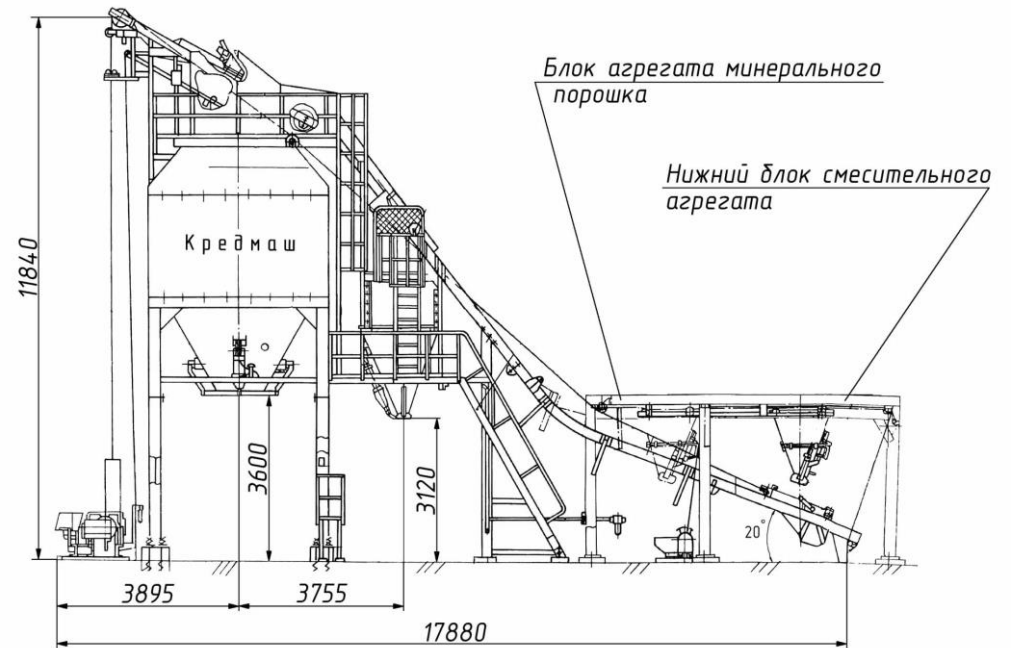 Блок агрегата минерального
порошка
Нижний блок смесительного
агрегата
Кредмаш
11840
3600
3120
20°
3895
3755
17880